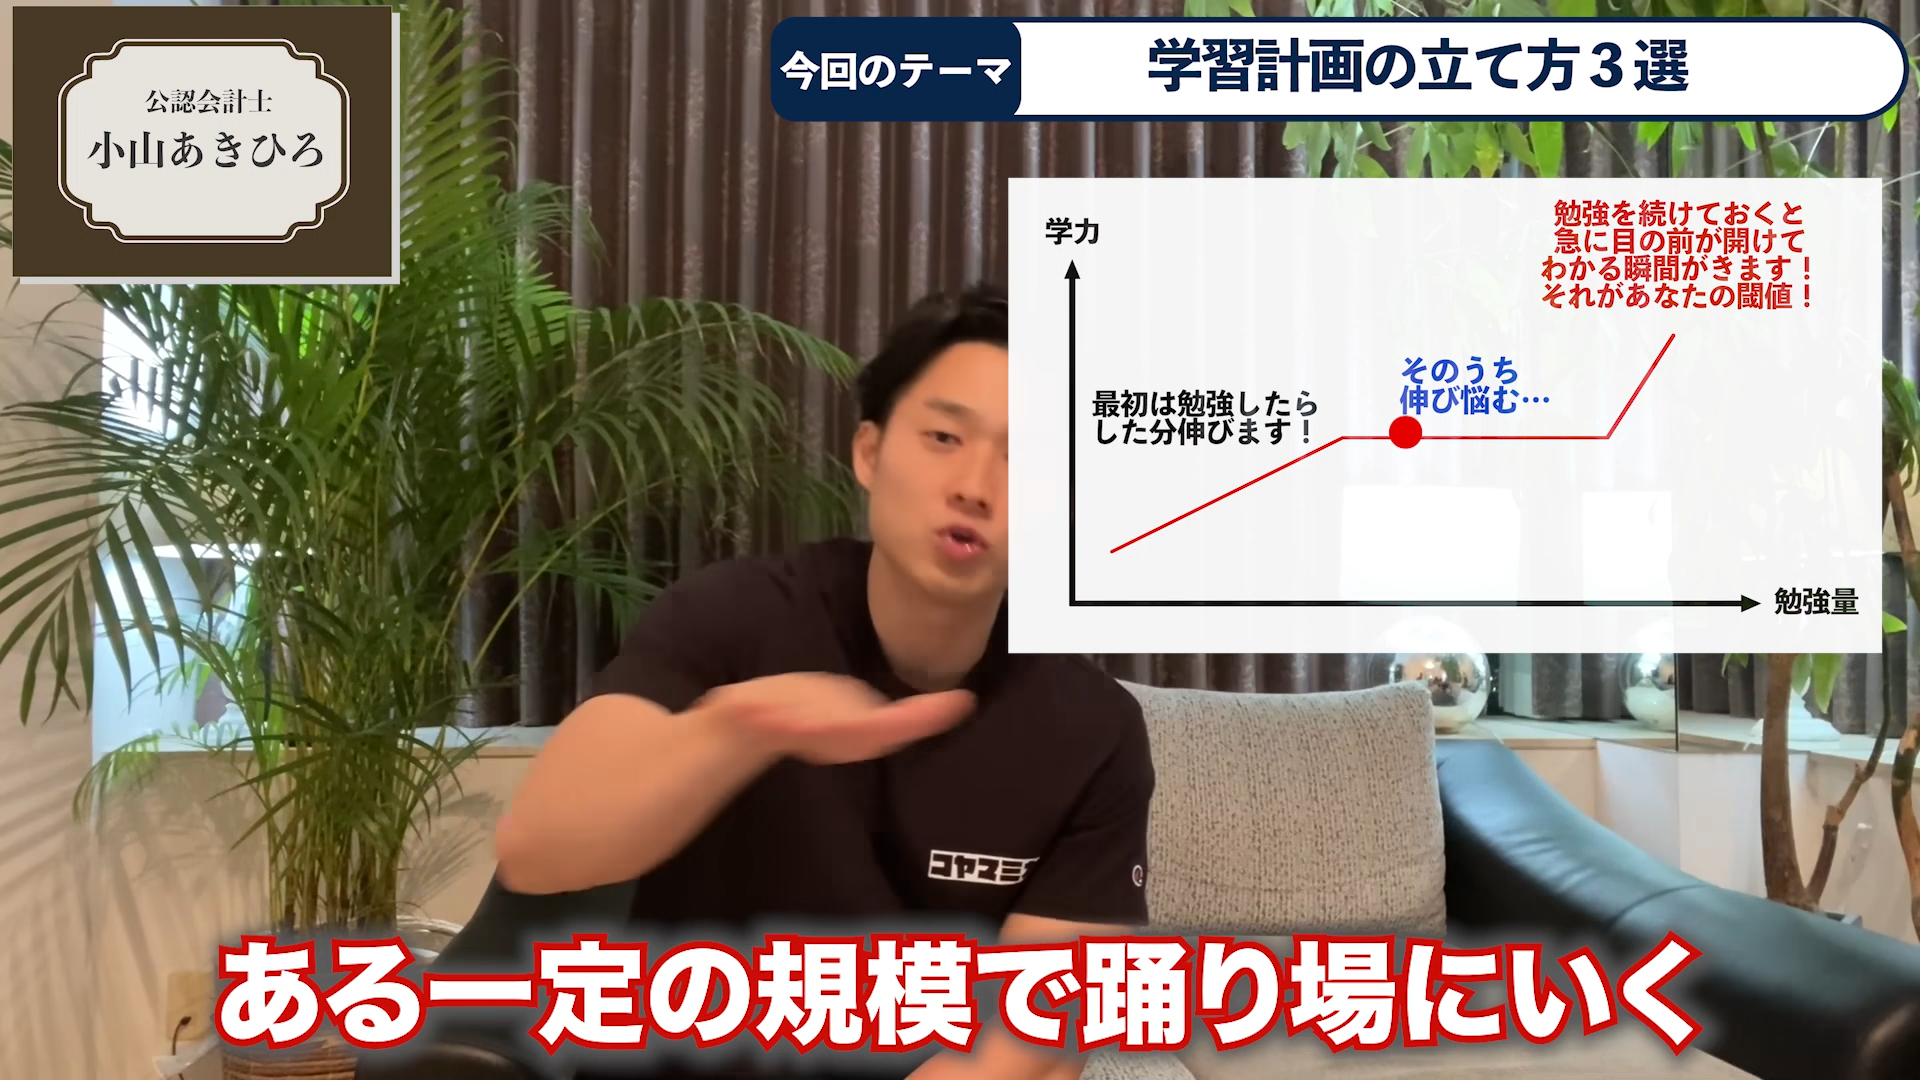 公認会計士
小山あきひろ
今回のテーマ
学習計画の立て方3選
学力
勉強を続けておくと
急に目の前が開けて
わかる瞬間がきます！
それがあなたの閾値！
そのうち
伸び悩む…
最初は勉強したら
した分伸びます！
勉強量
コヤマミ
ある一定の規模で踊り場にいく